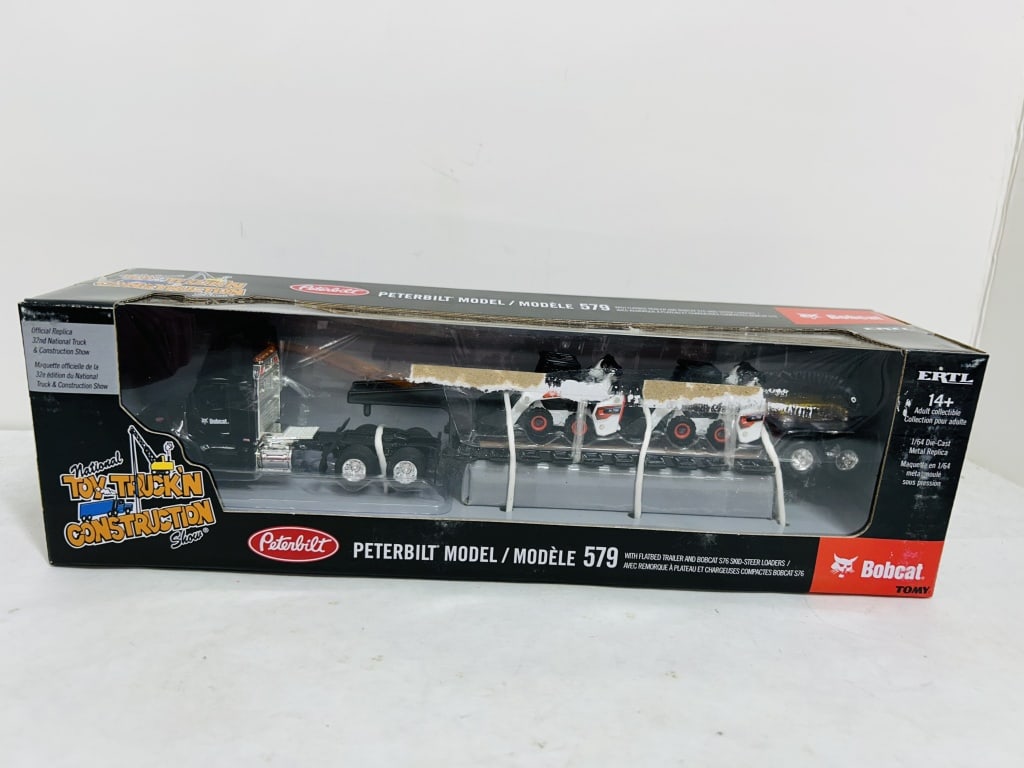 Peterbilt
PETERBILT MODEL / MODÈLE 579
Bobcat
Official Replica
32nd National Truck
& Construction Show
Maquette officielle de la
32e édition du National
Truck & Construction Show
Bobcat.
ERTL
14+
Adult collectible
Collection pour adulte
1/64 Die-Cast
Metal Replica
Maquette en 1/64
métal moulé
sous pression
National
TOY TRUCK'N
CONSTRUCTION
Show®
Peterbilt
PETERBILT MODEL / MODÈLE 579
WITH FLATBED TRAILER AND BOBCAT S76 SKID-STEER LOADERS /
AVEC REMORQUE À PLATEAU ET CHARGEUSES COMPACTES BOBCAT S76
Bobcat.
TOMY